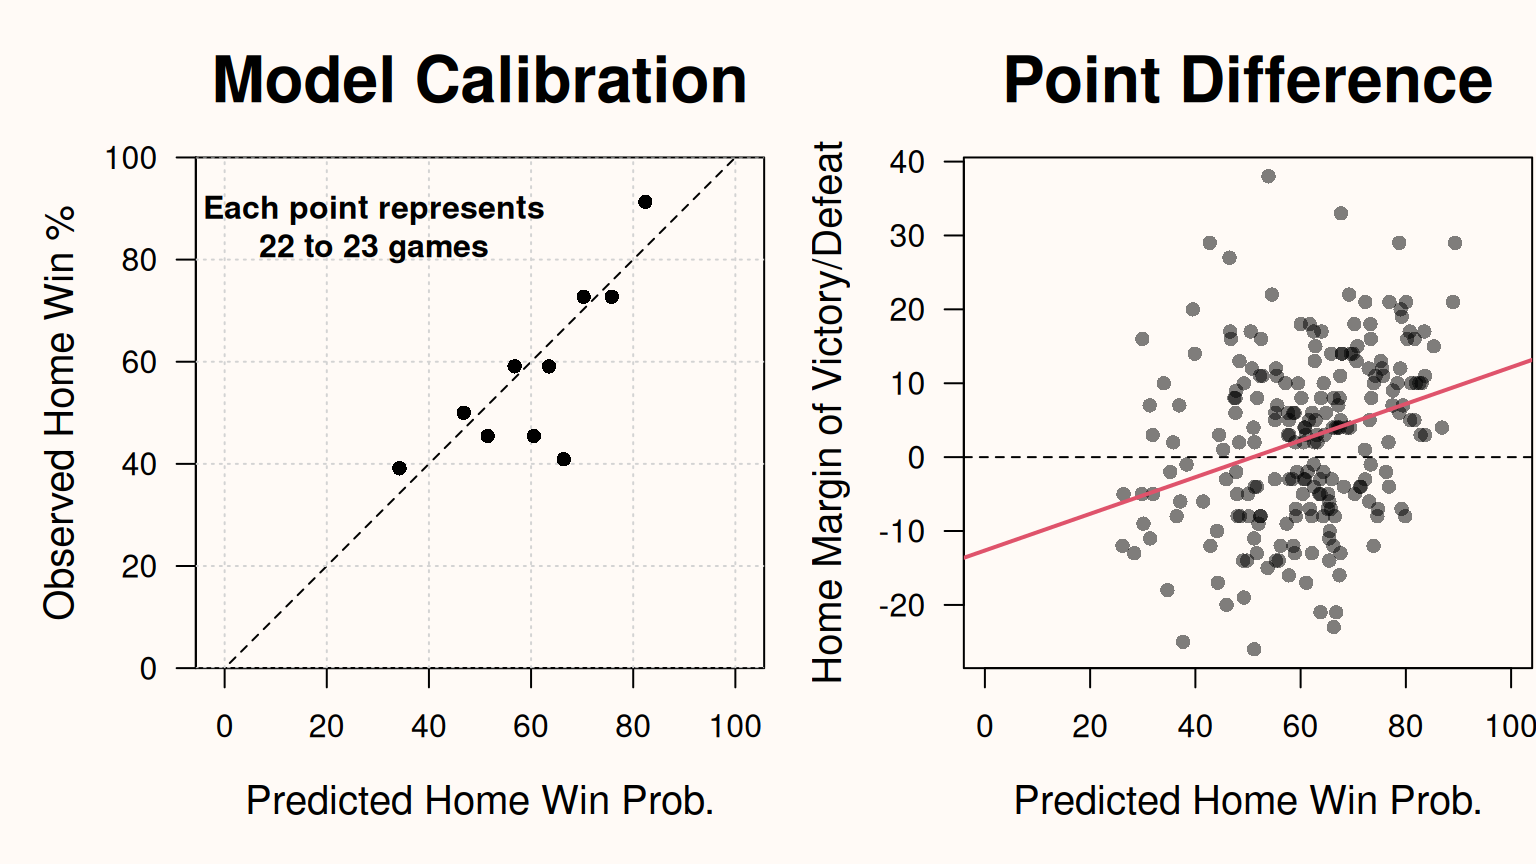 Model Calibration
Observed Home Win %
100
80
60
40
20
0
Each point represents
22 to 23 games
0 20 40 60 80 100
Predicted Home Win Prob.
Point Difference
Home Margin of Victory/Defeat
40
30
20
10
0
-10
-20
0 20 40 60 80 100
Predicted Home Win Prob.